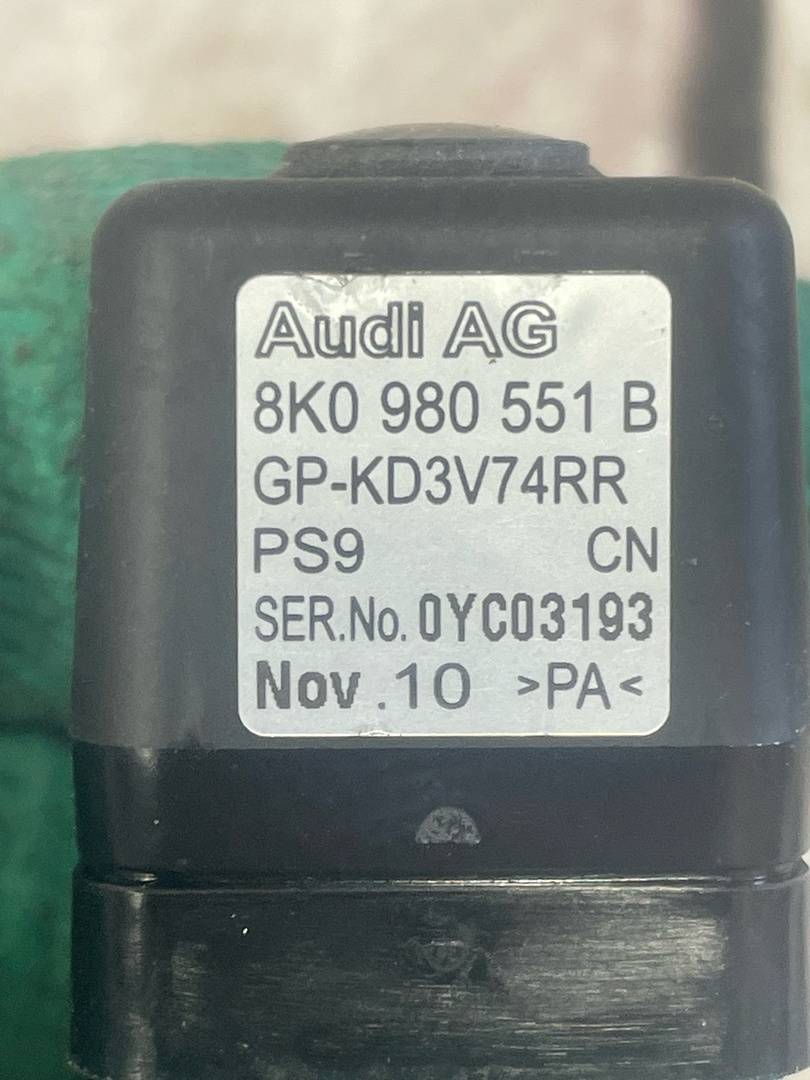 Audi AG
8K0 980 551 B
GP-KD3V74RR
PS9 CN
SER.No. 0YC03193
Nov .10 >PA<